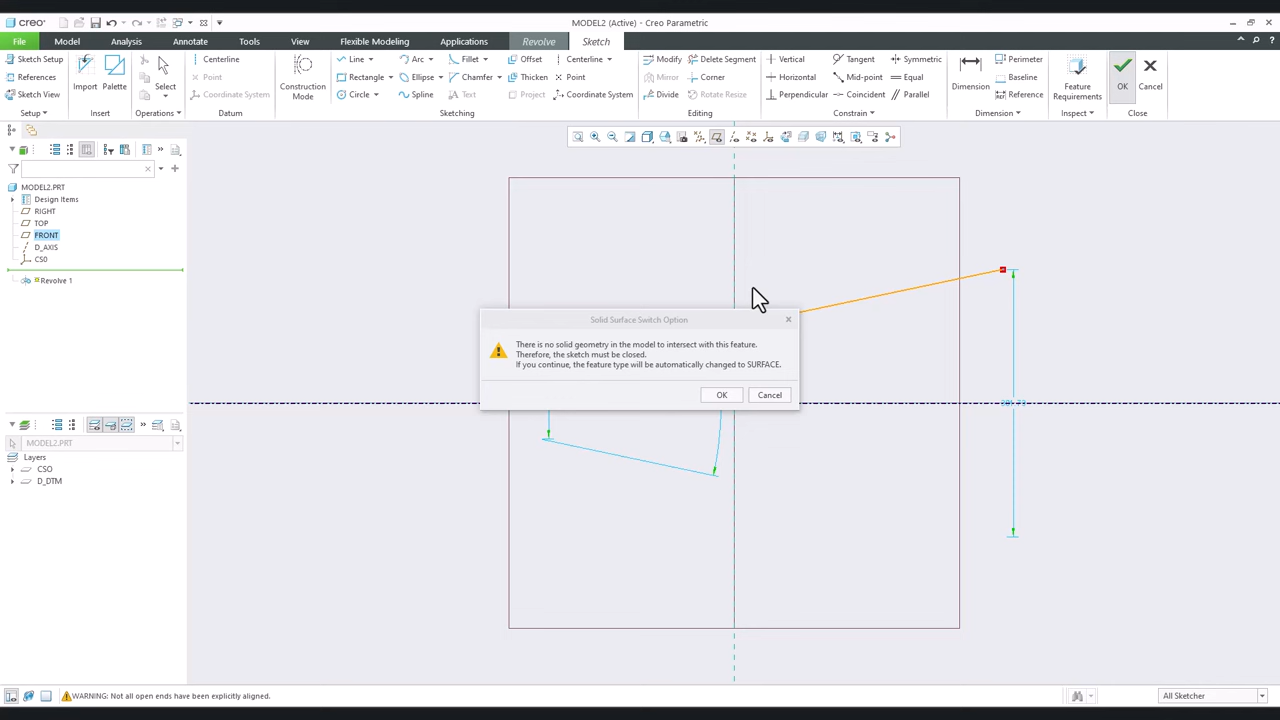 creo
MODEL2 (Active) - Creo Parametric
File Model Analysis Annotate Tools View Flexible Modeling Applications Revolve Sketch
Sketch Setup
References
Sketch View
Setup
Import Palette
Insert
Select
Operations
Centerline
Point
Coordinate System
Datum
Construction
Mode
Line Arc Fillet Offset Centerline
Rectangle Ellipse Chamfer Thicken Point
Circle Spline Text Project Coordinate System
Sketching
Modify Delete Segment
Mirror Corner
Divide Rotate Resize
Editing
Vertical Tangent Symmetric
Horizontal Mid-point Equal
Perpendicular Coincident Parallel
Constrain
Dimension
Perimeter
Baseline
Reference
Dimension
Feature
Requirements
Inspect
OK Cancel
Close
MODEL2.PRT
Design Items
RIGHT
TOP
FRONT
D_AXIS
CS0
Revolve 1
MODEL2.PRT
Layers
CSO
D_DTM
Solid Surface Switch Option
There is no solid geometry in the model to intersect with this feature.
Therefore, the sketch must be closed.
If you continue, the feature type will be automatically changed to SURFACE.
OK Cancel
WARNING: Not all open ends have been explicitly aligned.
All Sketcher